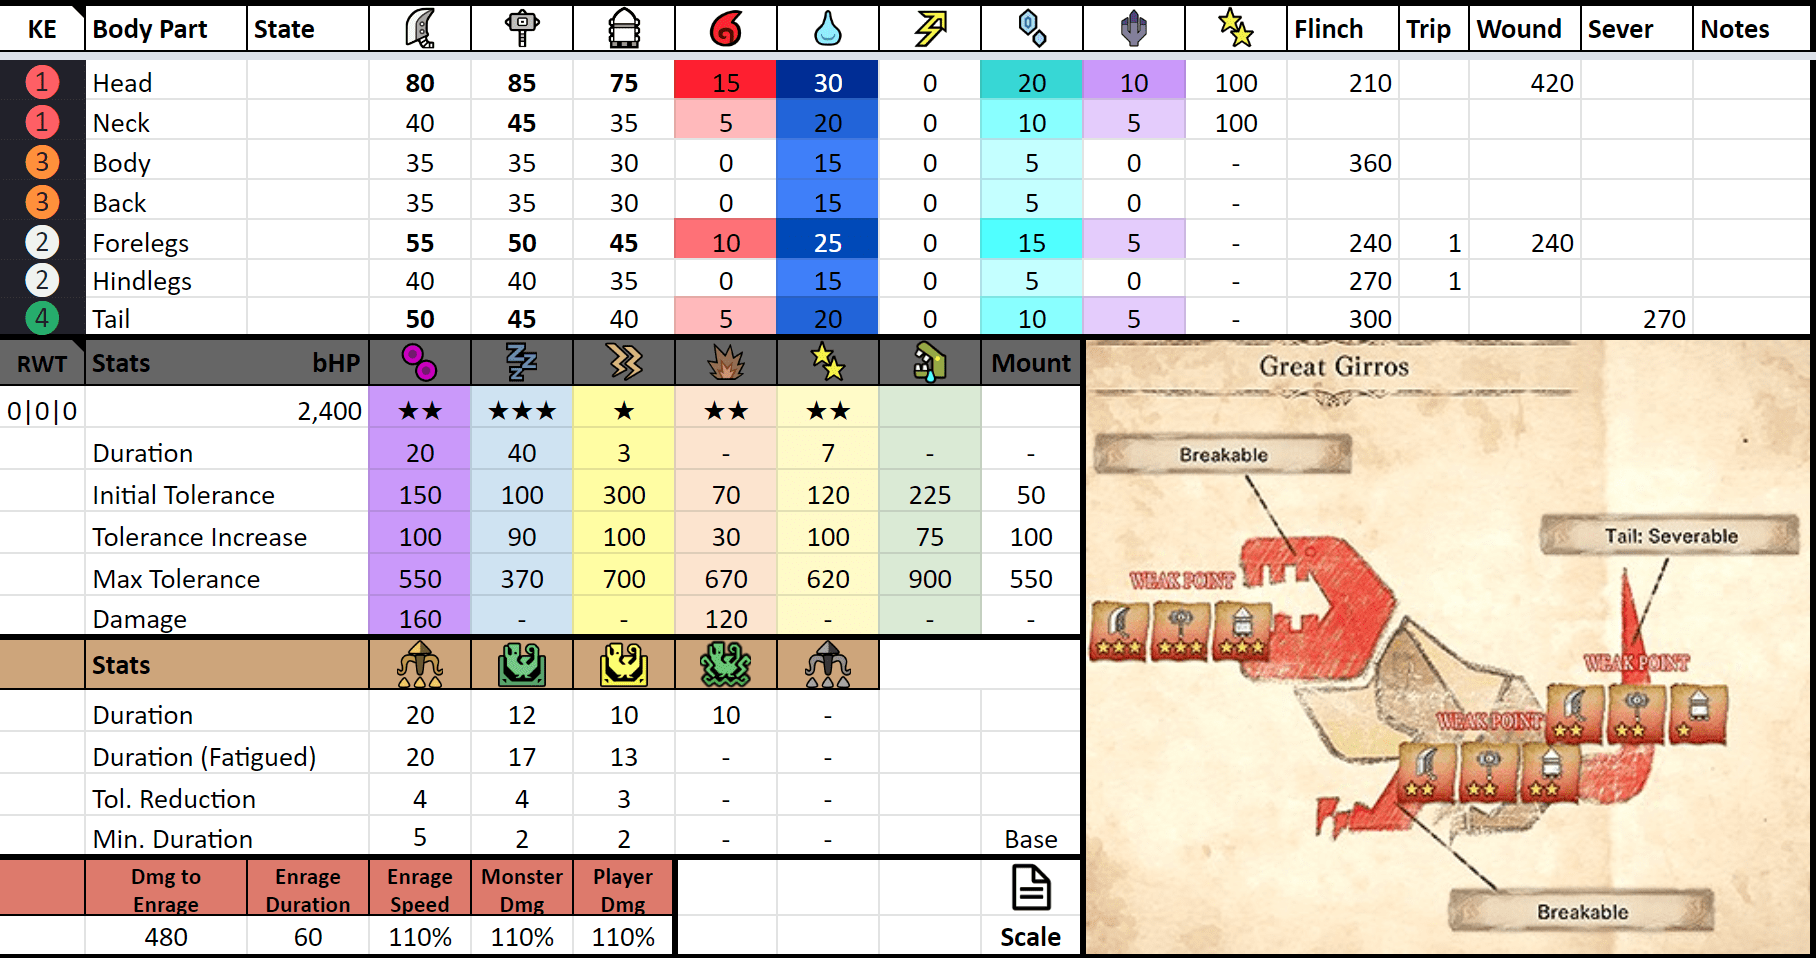 KE Body Part State Flinch Trip Wound Sever Notes
1 Head 80 85 75 15 30 0 20 10 100 210 420
1 Neck 40 45 35 5 20 0 10 5 100
3 Body 35 35 30 0 15 0 5 0 - 360
3 Back 35 35 30 0 15 0 5 0 -
2 Forelegs 55 50 45 10 25 0 15 5 - 240 1 240
2 Hindlegs 40 40 35 0 15 0 5 0 - 270 1
4 Tail 50 45 40 5 20 0 10 5 - 300 270
RWT Stats bHP Mount
0|0|0 2,400 ★★ ★★★ ★ ★★ ★★
Duration 20 40 3 - 7 - -
Initial Tolerance 150 100 300 70 120 225 50
Tolerance Increase 100 90 100 30 100 75 100
Max Tolerance 550 370 700 670 620 900 550
Damage 160 - - 120 - - -
Stats
Duration 20 12 10 10 -
Duration (Fatigued) 20 17 13 - -
Tol. Reduction 4 4 3 - -
Min. Duration 5 2 2 - - Base
Dmg to Enrage Enrage Duration Enrage Speed Monster Dmg Player Dmg
480 60 110% 110% 110% Scale
Great Girros
Breakable
Tail: Severable
WEAK POINT
WEAK POINT
WEAK POINT
Breakable